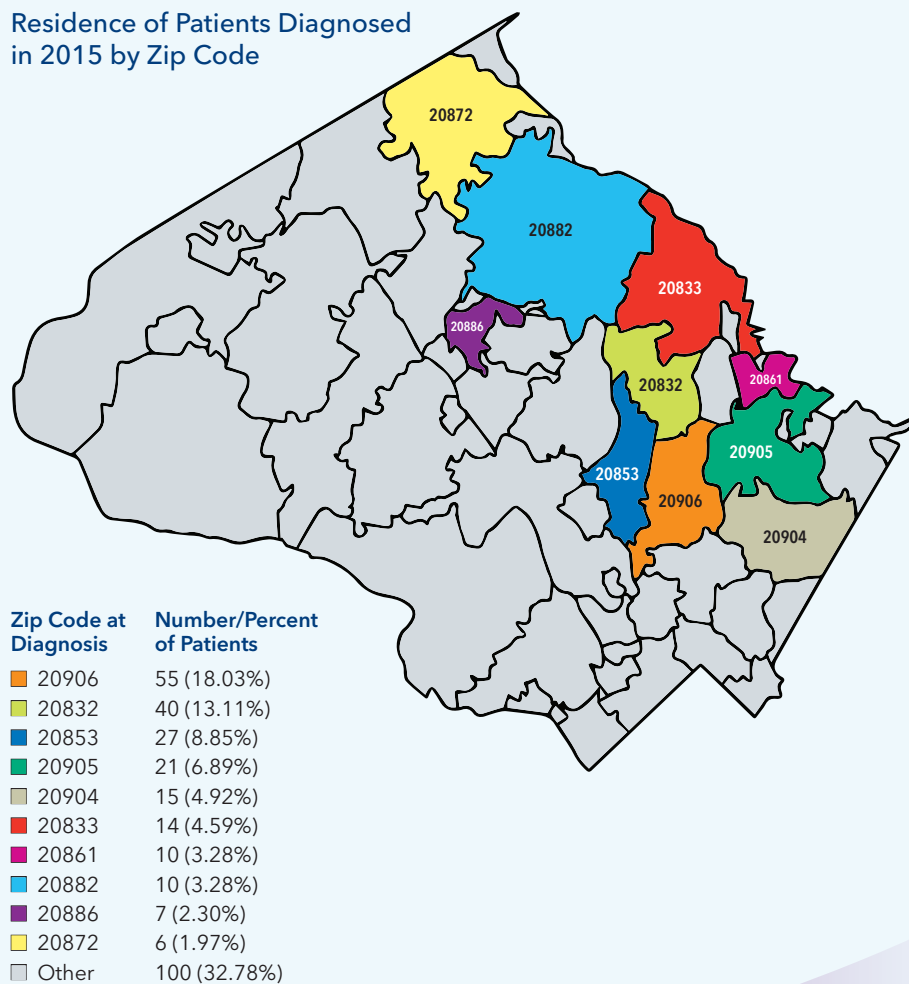 Residence of Patients Diagnosed
in 2015 by Zip Code
20872
20882
20833
20886
20832
20861
20905
20853
20906
20904
Zip Code at Diagnosis
Number/Percent of Patients
20906 55 (18.03%)
20832 40 (13.11%)
20853 27 (8.85%)
20905 21 (6.89%)
20904 15 (4.92%)
20833 14 (4.59%)
20861 10 (3.28%)
20882 10 (3.28%)
20886 7 (2.30%)
20872 6 (1.97%)
Other 100 (32.78%)